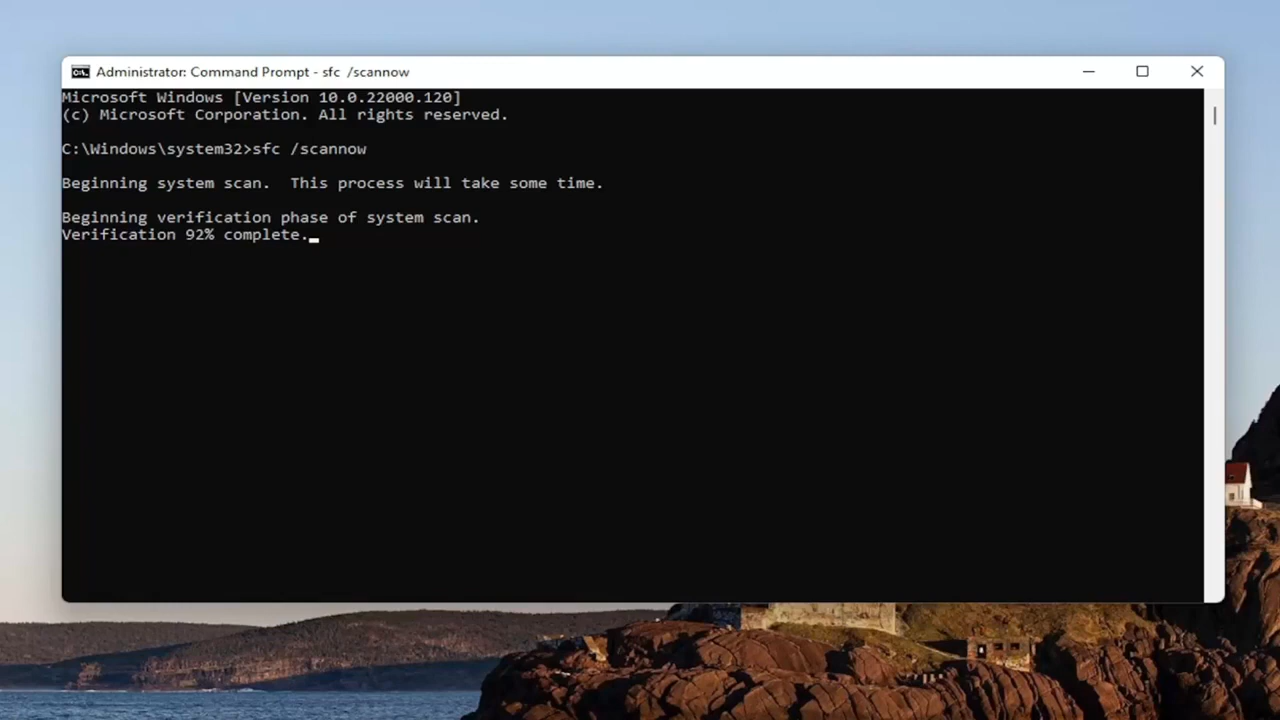 Administrator: Command Prompt - sfc  /scannow
Microsoft Windows [Version 10.0.22000.120]
(c) Microsoft Corporation. All rights reserved.
C:\Windows\system32>sfc /scannow
Beginning system scan.  This process will take some time.
Beginning verification phase of system scan.
Verification 92% complete.